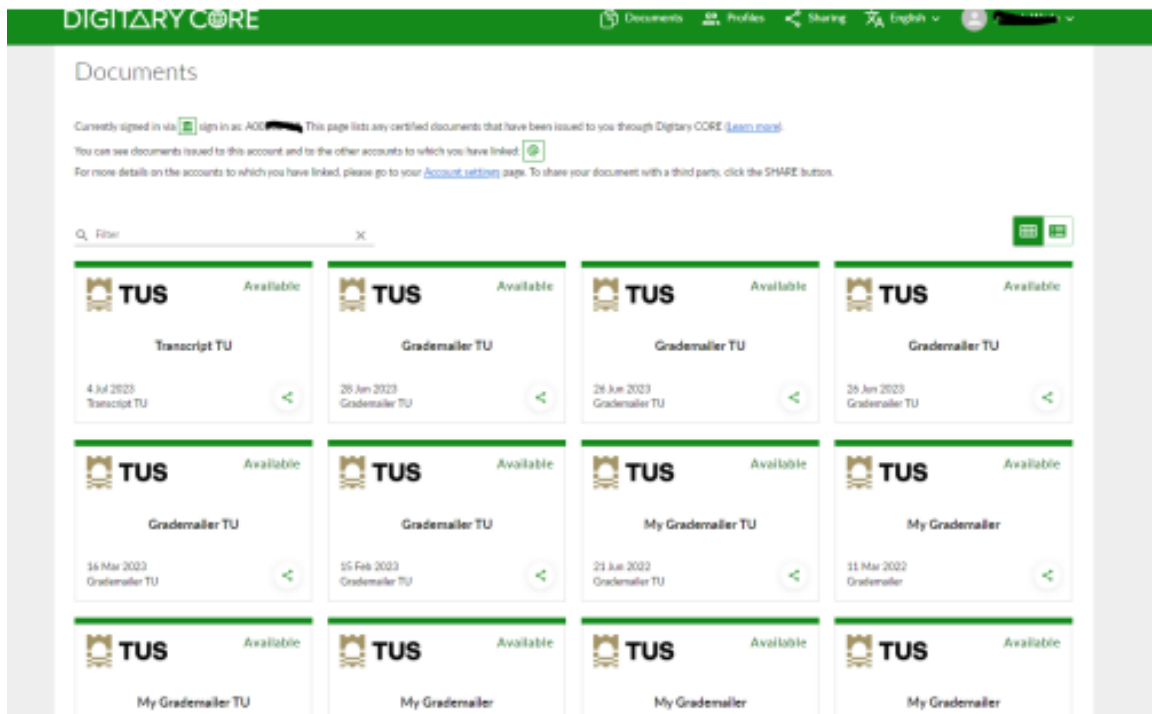 DIGITARY CORE
Documents Profiles Sharing English
Documents
Currently signed in via sign in as: A00 This page lists any certified documents that have been issued to you through Digitary CORE (Learn more).
You can see documents issued to this account and to the other accounts to which you have linked:
For more details on the accounts to which you have linked, please go to your Account settings page. To share your document with a third party, click the SHARE button.
Filter
TUS Available TUS Available TUS Available TUS Available
Transcript TU Grademailer TU Grademailer TU Grademailer TU
4 Jul 2023 28 Jun 2023 26 Jun 2023 26 Jun 2023
Transcript TU Grademailer TU Grademailer TU Grademailer TU
TUS Available TUS Available TUS Available TUS Available
Grademailer TU Grademailer TU My Grademailer TU My Grademailer
16 Mar 2023 15 Feb 2023 21 Jun 2022 11 Mar 2022
Grademailer TU Grademailer TU Grademailer TU Grademailer
TUS Available TUS Available TUS Available TUS Available
My Grademailer TU My Grademailer My Grademailer My Grademailer